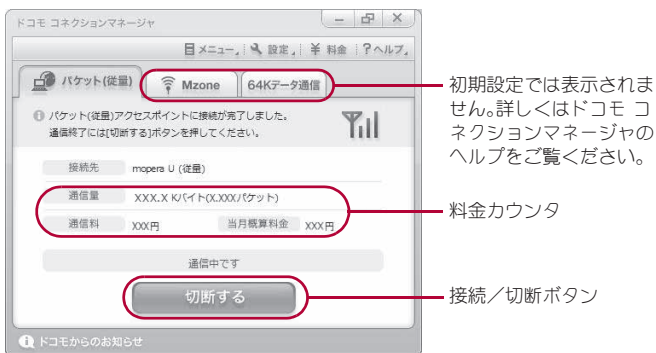 ドコモ コネクションマネージャ
メニュー 設定 ¥ 料金 ?ヘルプ
パケット(従量) Mzone 64Kデータ通信
パケット(従量)アクセスポイントに接続が完了しました。
通信終了には[切断する]ボタンを押してください。
接続先 mopera U (従量)
通信量 XXX.X Kバイト(X.XXXパケット)
通信料 XXX円 当月概算料金 XXX円
通信中です
切断する
ドコモからのお知らせ
初期設定では表示されま
せん。詳しくはドコモ コ
ネクションマネージャの
ヘルプをご覧ください。
料金カウンタ
接続/切断ボタン